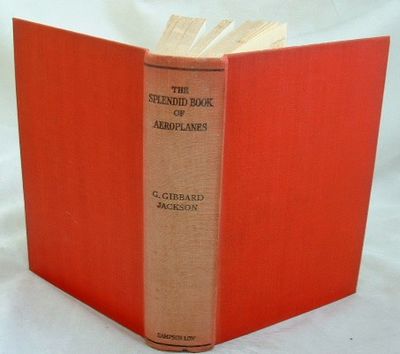 THE
SPLENDID BOOK
OF
AEROPLANES
G. GIBBARD
JACKSON
SAMPSON LOW